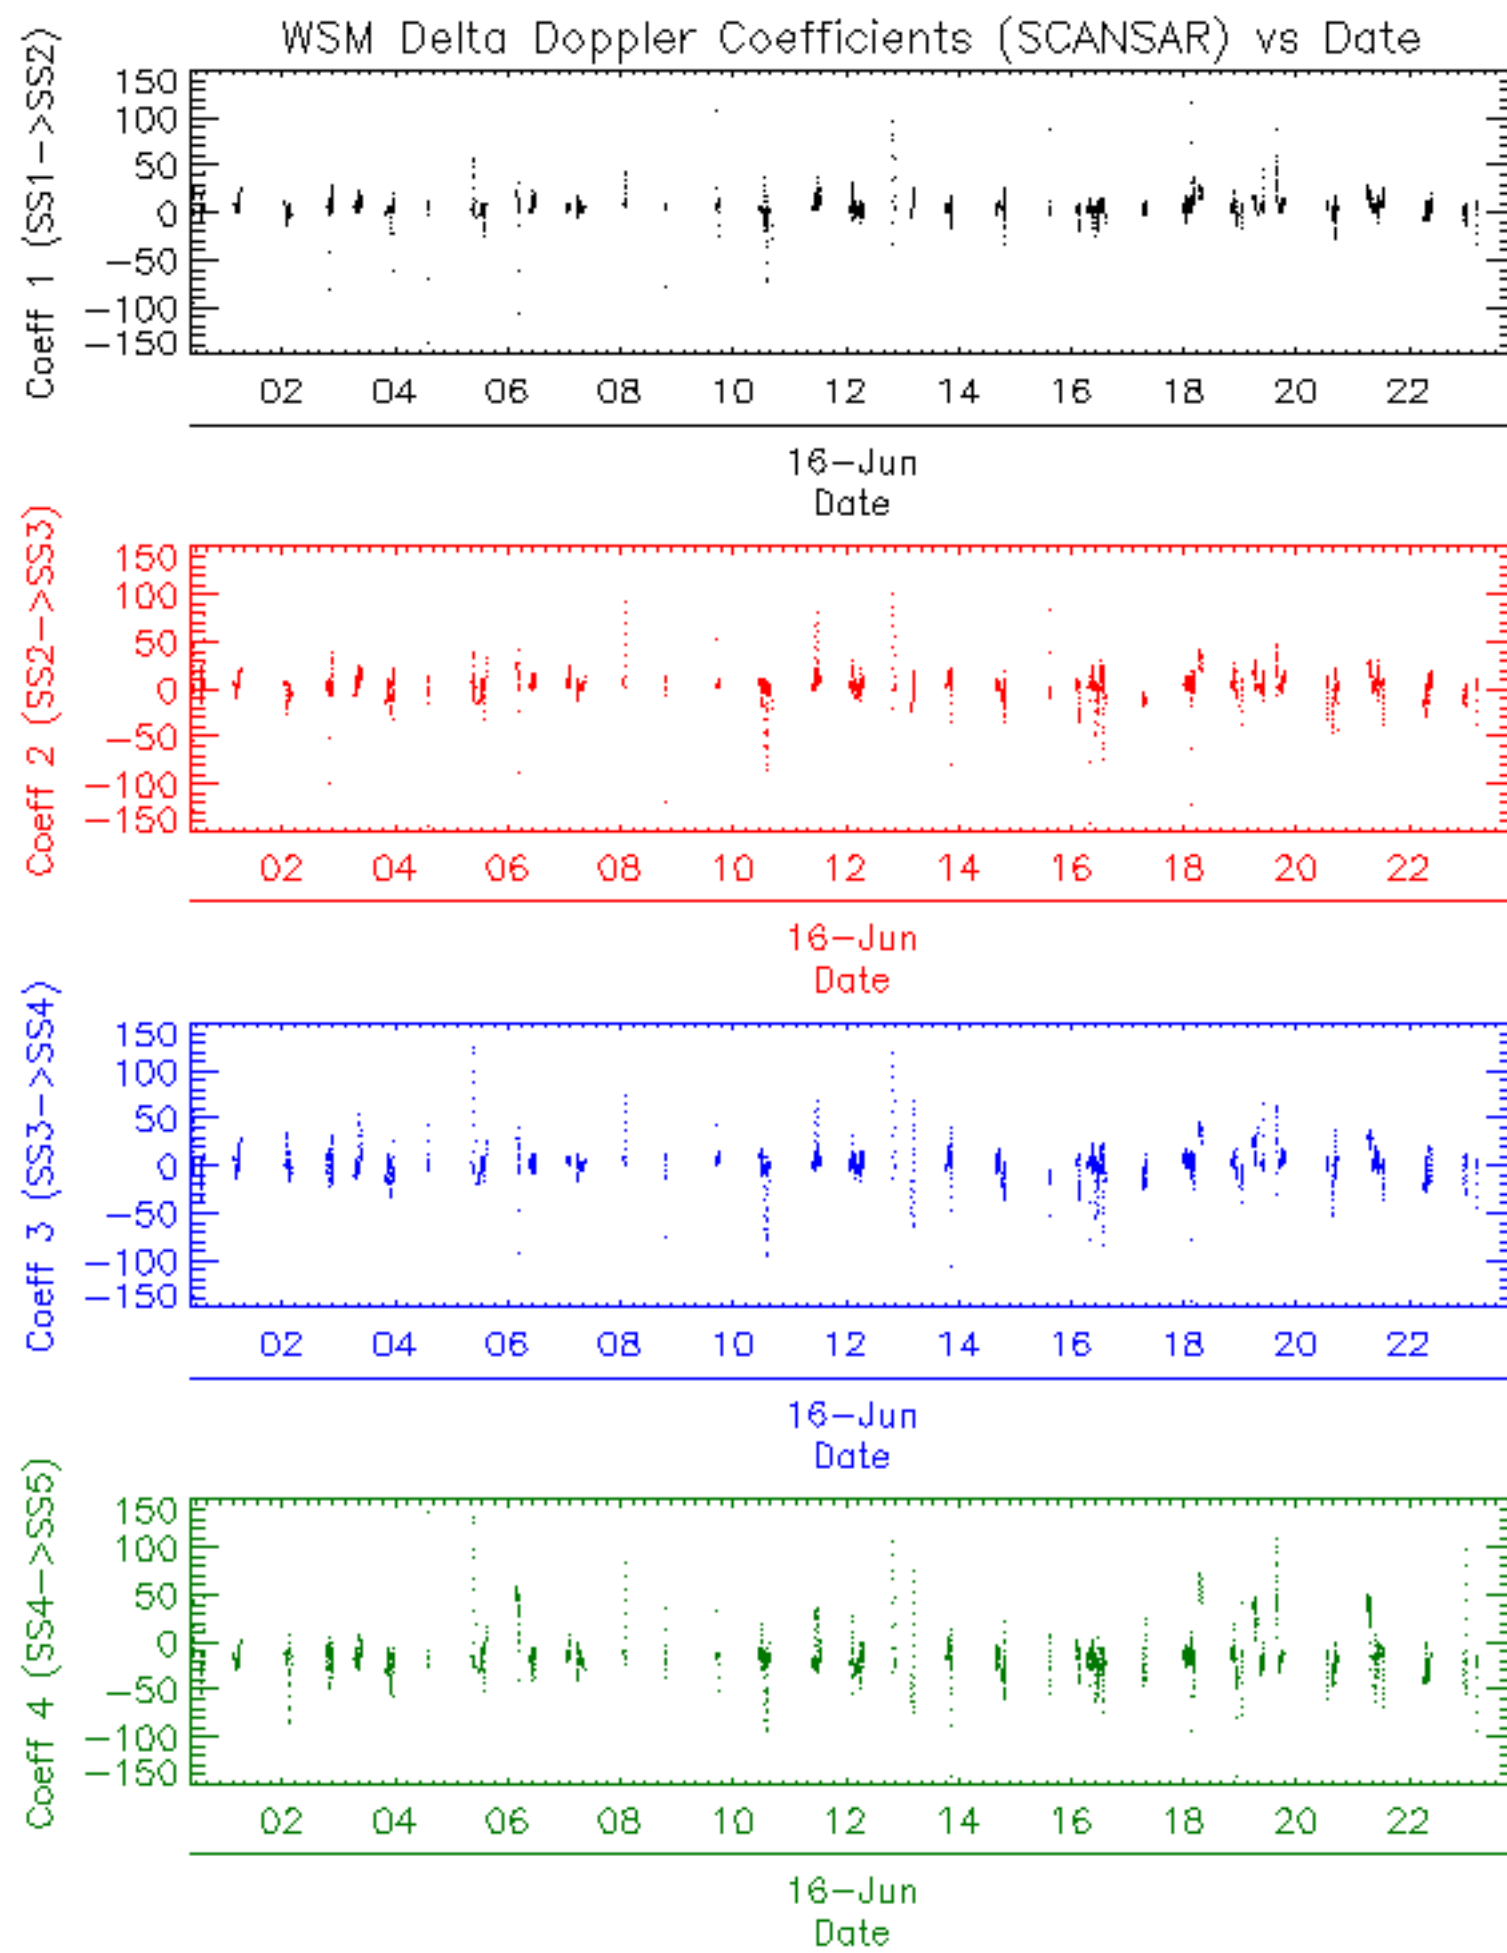 WSM Delta Doppler Coefficients (SCANSAR) vs Date
Coeff 1 (SS1->SS2)
150
100
50
0
-50
-100
-150
02 04 06 08 10 12 14 16 18 20 22
16-Jun
Date
Coeff 2 (SS2->SS3)
150
100
50
0
-50
-100
-150
02 04 06 08 10 12 14 16 18 20 22
16-Jun
Date
Coeff 3 (SS3->SS4)
150
100
50
0
-50
-100
-150
02 04 06 08 10 12 14 16 18 20 22
16-Jun
Date
Coeff 4 (SS4->SS5)
150
100
50
0
-50
-100
-150
02 04 06 08 10 12 14 16 18 20 22
16-Jun
Date